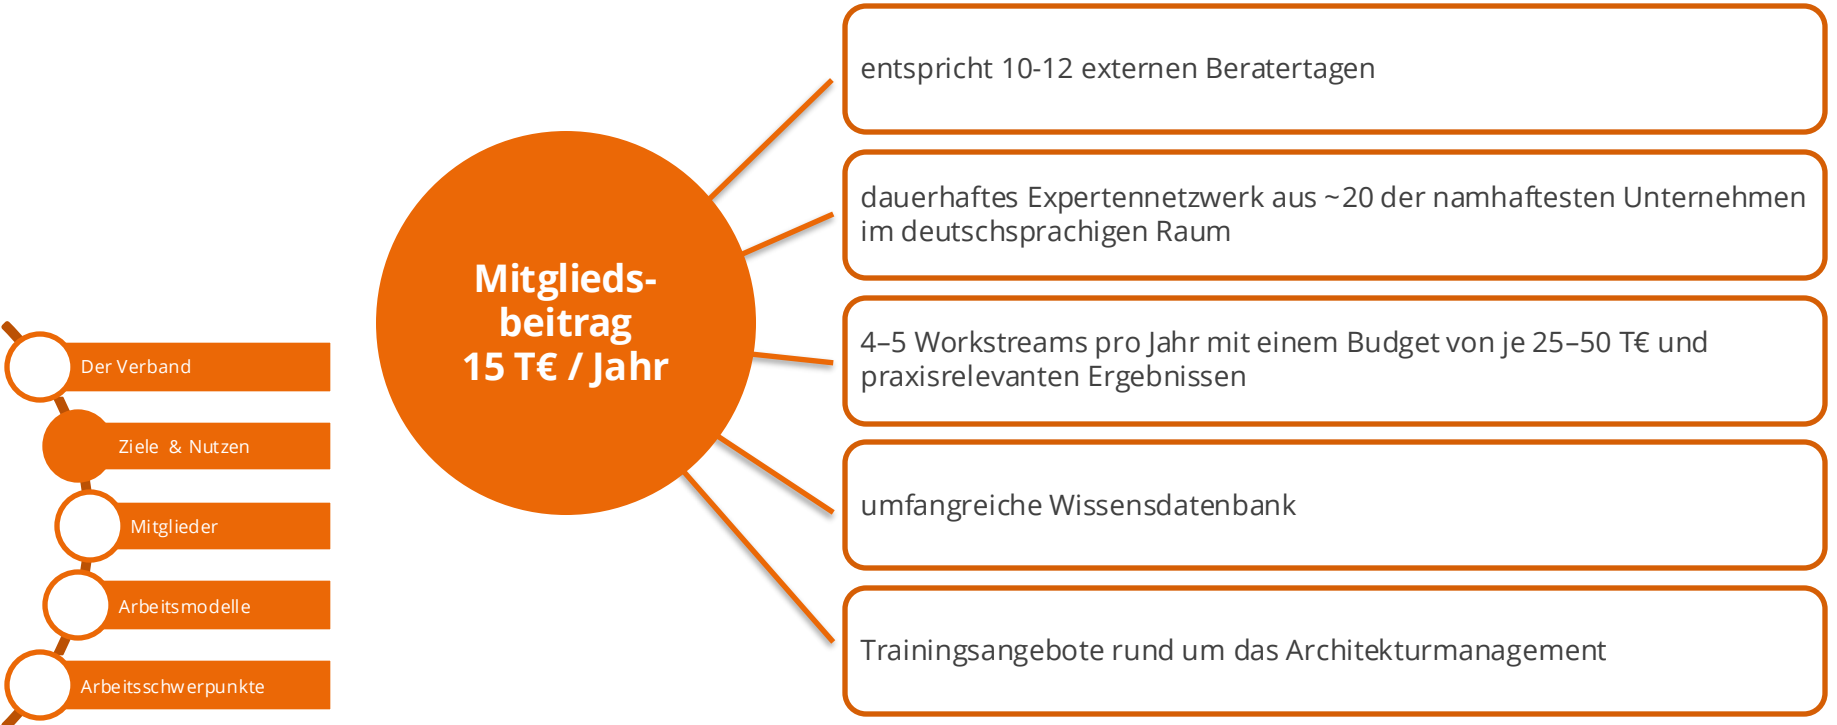 Der Verband
Ziele & Nutzen
Mitglieder
Arbeitsmodelle
Arbeitsschwerpunkte
Mitglieds-
beitrag
15 T€ / Jahr
entspricht 10-12 externen Beratertagen
dauerhaftes Expertennetzwerk aus ~20 der namhaftesten Unternehmen
im deutschsprachigen Raum
4–5 Workstreams pro Jahr mit einem Budget von je 25–50 T€ und
praxisrelevanten Ergebnissen
umfangreiche Wissensdatenbank
Trainingsangebote rund um das Architekturmanagement